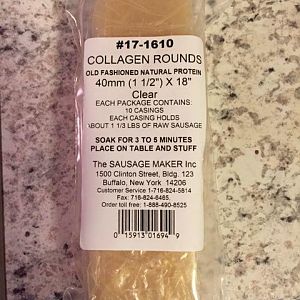 #17-1610
COLLAGEN ROUNDS
OLD FASHIONED NATURAL PROTEIN
40mm (1 1/2") X 18"
Clear
EACH PACKAGE CONTAINS:
10 CASINGS
EACH CASING HOLDS
ABOUT 1 1/3 LBS OF RAW SAUSAGE
SOAK FOR 3 TO 5 MINUTES
PLACE ON TABLE AND STUFF
The SAUSAGE MAKER Inc
1500 Clinton Street, Bldg. 123
Buffalo, New York 14206
Customer Service 1-716-824-5814
Fax: 716-824-6465
Order toll free: 1-888-490-8525
0 15913 01694 9